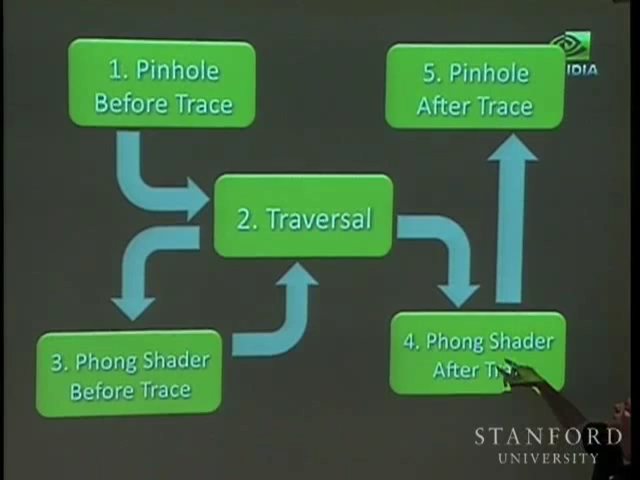 1. Pinhole
Before Trace
5. Pinhole
After Trace
2. Traversal
3. Phong Shader
Before Trace
4. Phong Shader
After
STANFORD
UNIVERSITY